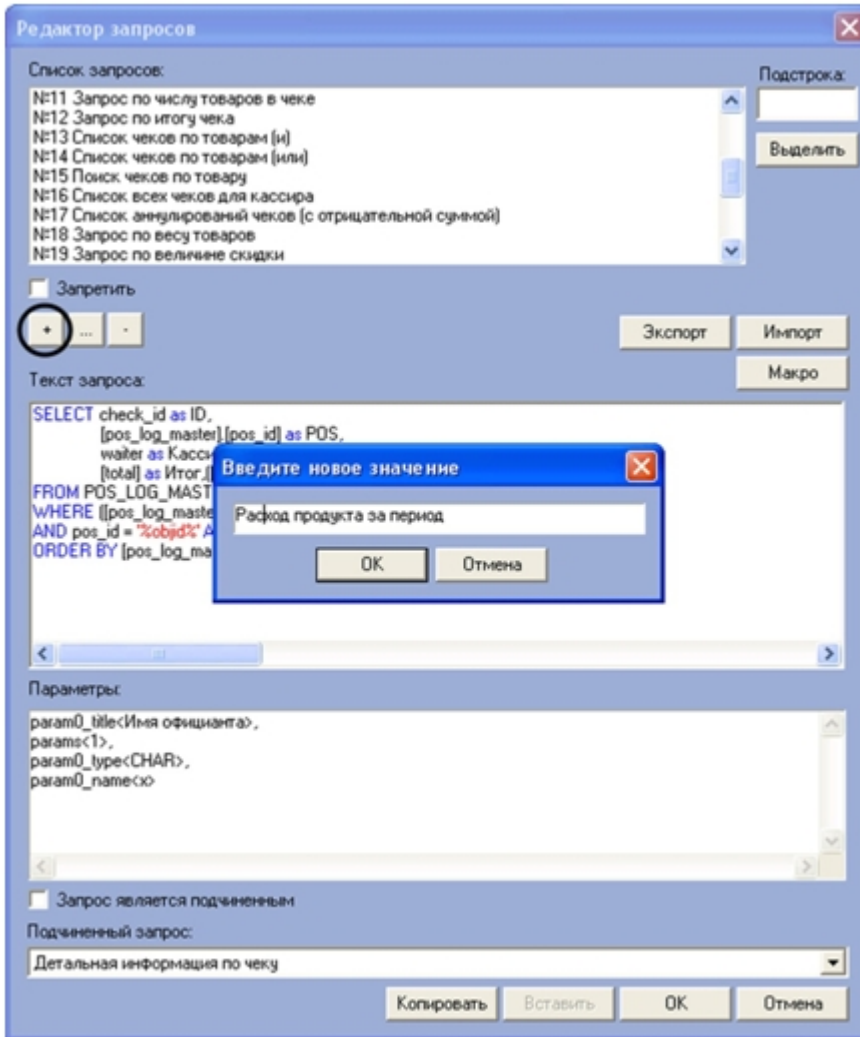 Редактор запросов
Список запросов:
Подстрока:
№11 Запрос по числу товаров в чеке
№12 Запрос по итогу чека
№13 Список чеков по товарам (и)
№14 Список чеков по товарам (или)
№15 Поиск чеков по товару
№16 Список всех чеков для кассира
№17 Список аннулирований чеков (с отрицательной суммой)
№18 Запрос по весу товаров
№19 Запрос по величине скидки
Выделить
Запретить
+ ... -
Экспорт Импорт
Макро
Текст запроса:
SELECT check_id as ID,
[pos_log_master].[pos_id] as POS,
waiter as Касси
[total] as Итог,([
FROM POS_LOG_MAST
WHERE ([pos_log_maste
AND pos_id = "%objid%" A
ORDER BY [pos_log_ma
Введите новое значение
Расход продукта за период
OK Отмена
Параметры:
param0_title<Имя официанта>,
params<1>,
param0_type<CHAR>,
param0_name<x>
Запрос является подчиненным
Подчиненный запрос:
Детальная информация по чеку
Копировать Вставить OK Отмена